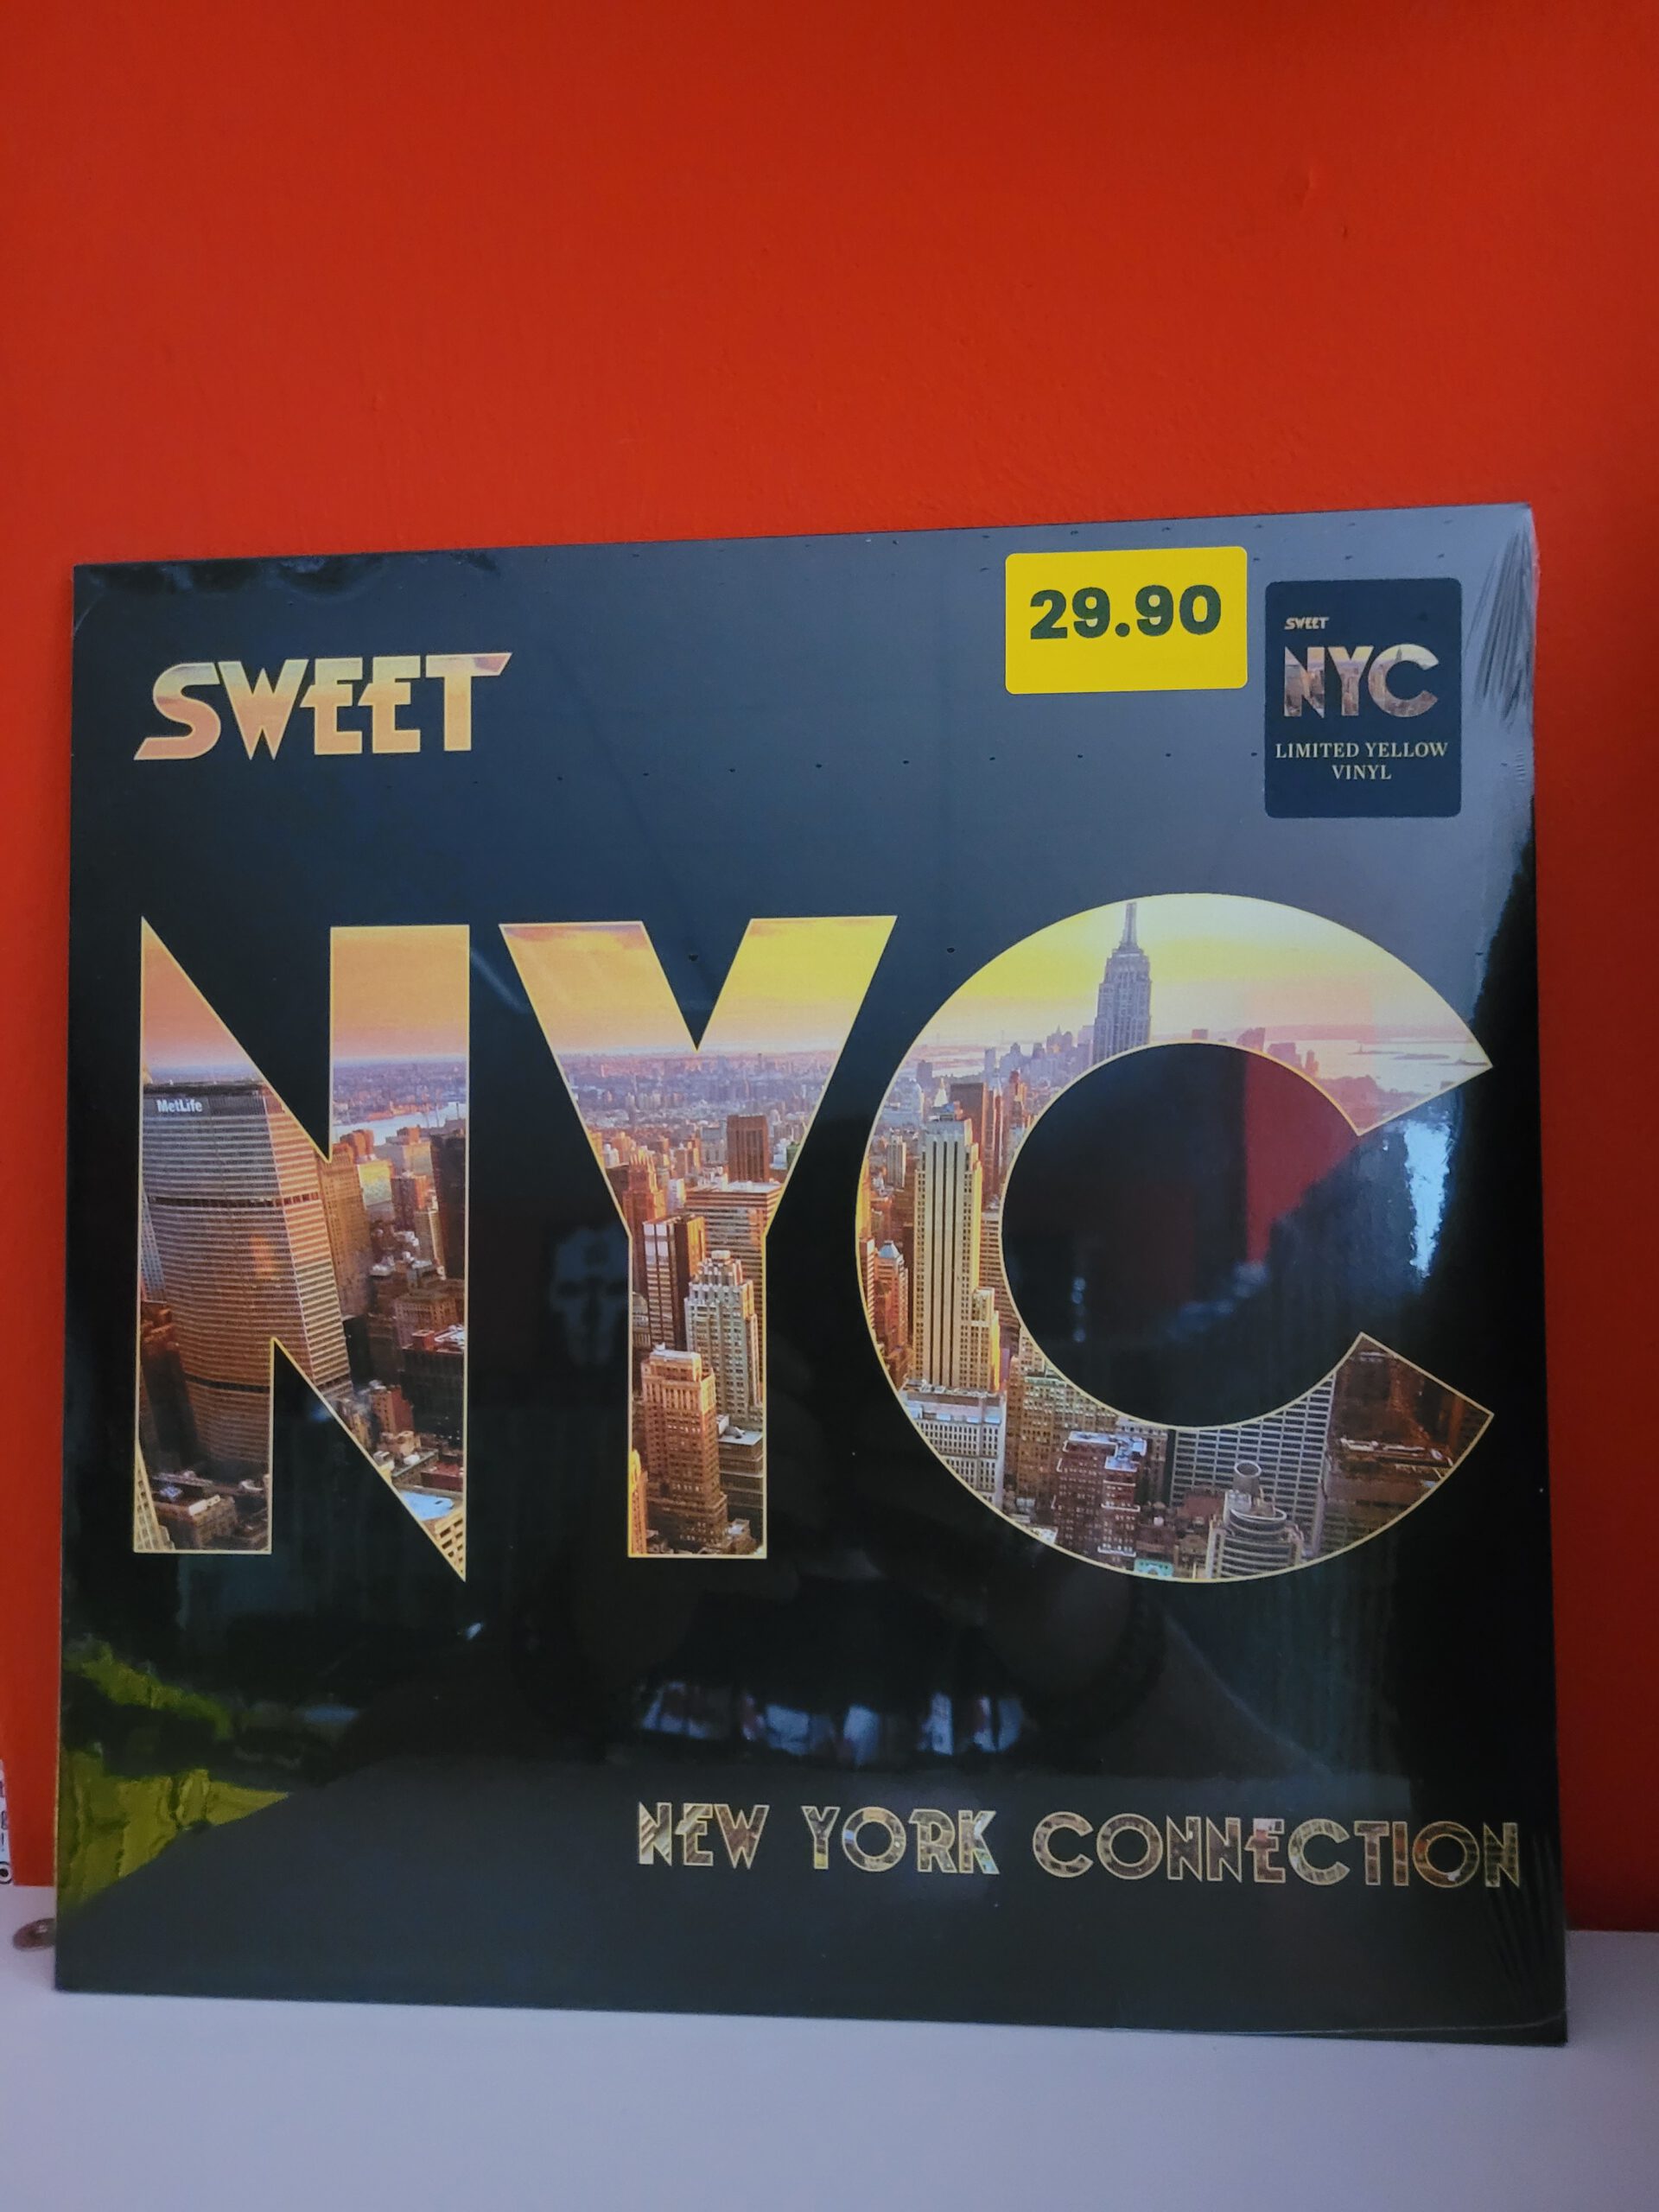 29.90
SWEET
NYC
LIMITED YELLOW
VINYL
SWEET
NYC
MetLife
NEW YORK CONNECTION